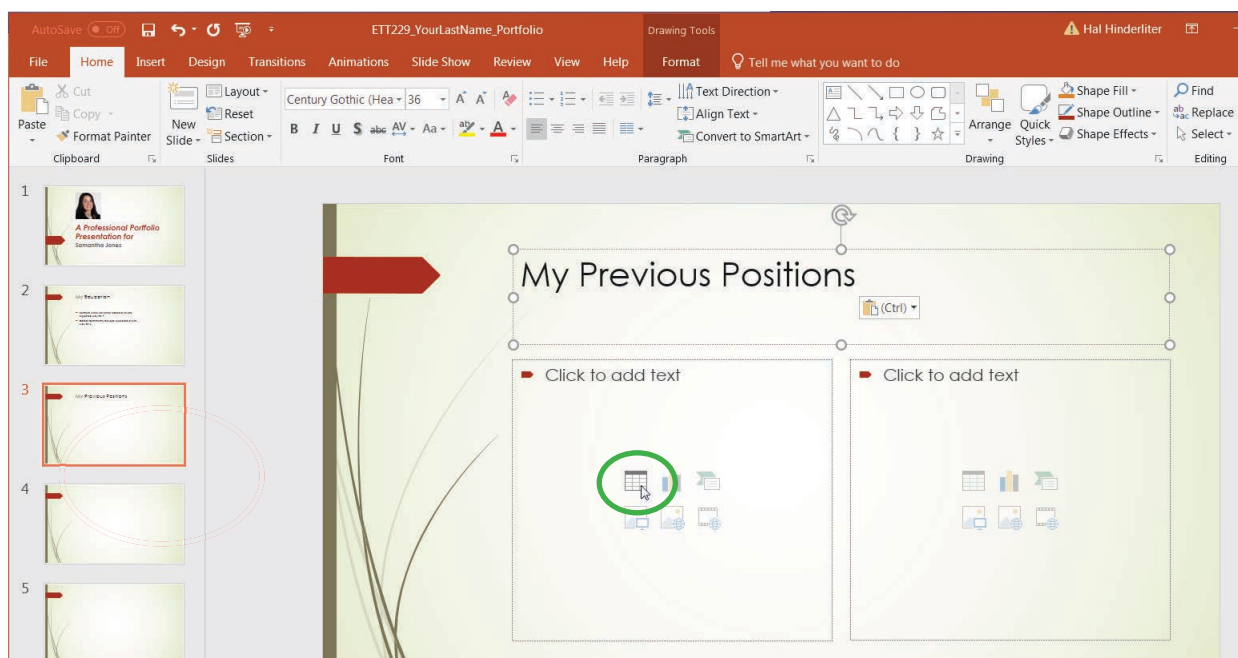 AutoSave Off ETT229_YourLastName_Portfolio Drawing Tools Hal Hinderliter
File Home Insert Design Transitions Animations Slide Show Review View Help Format Tell me what you want to do
Paste
Cut
Copy
Format Painter
Clipboard
New
Slide
Layout
Reset
Section
Slides
Century Gothic (Hea 36 A A A
B I U S abc AV Aa aby A
Font
Text Direction
Align Text
Convert to SmartArt
Paragraph
Arrange
Quick
Styles
Shape Fill
Shape Outline
Shape Effects
Drawing
Find
Replace
Select
Editing
1
A Professional Portfolio
Presentation for
Samantha Jones
2
My Education
3
My Previous Positions
4
5
My Previous Positions
(Ctrl)
Click to add text
Click to add text